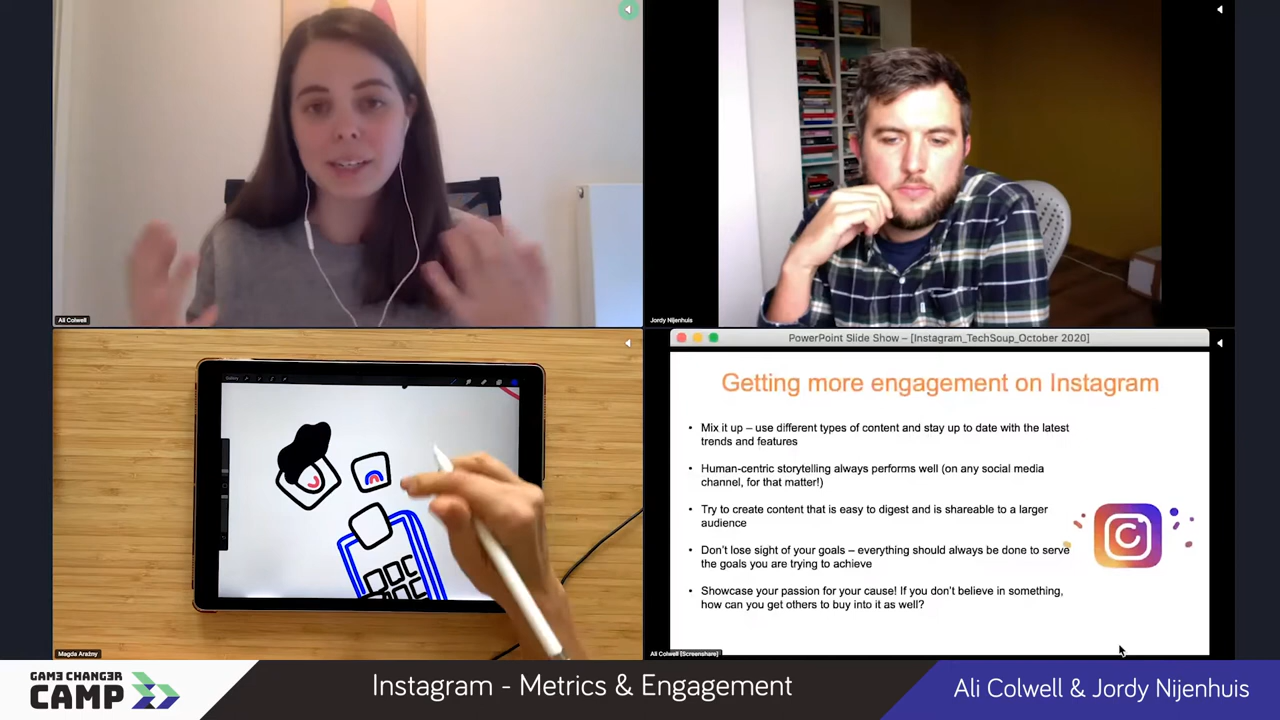 Ali Colwell
Jordy Nijenhuis
Gallery
Magda Arażny
PowerPoint Slide Show – [Instagram_TechSoup_October 2020]
Getting more engagement on Instagram
• Mix it up – use different types of content and stay up to date with the latest
trends and features
• Human-centric storytelling always performs well (on any social media
channel, for that matter!)
• Try to create content that is easy to digest and is shareable to a larger
audience
• Don't lose sight of your goals – everything should always be done to serve
the goals you are trying to achieve
• Showcase your passion for your cause! If you don't believe in something,
how can you get others to buy into it as well?
Ali Colwell [Screenshare]
GAME CHANGER
CAMP
Instagram - Metrics & Engagement
Ali Colwell & Jordy Nijenhuis